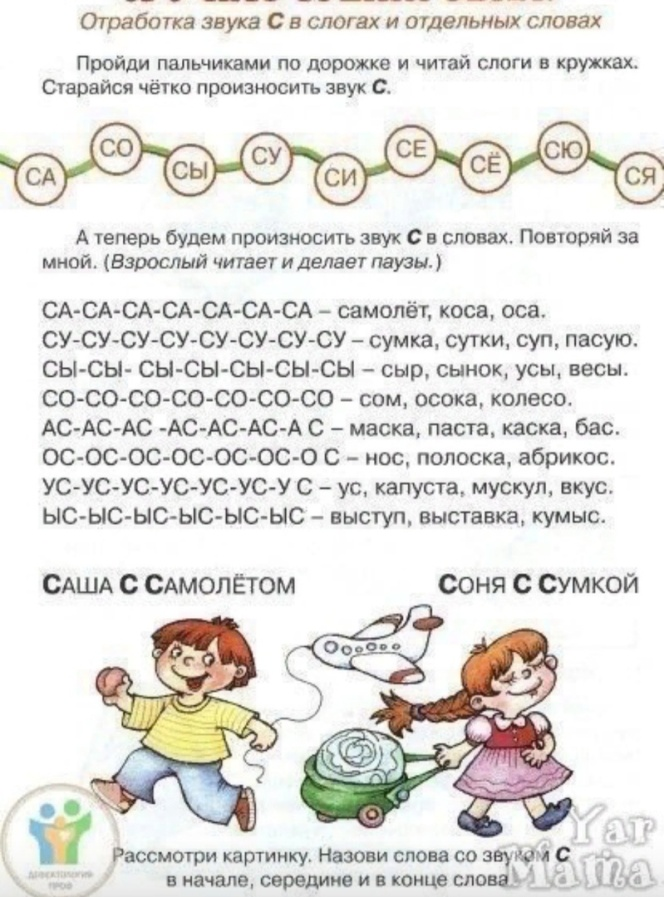 Отработка звука С в слогах и отдельных словах
Пройди пальчиками по дорожке и читай слоги в кружках.
Старайся чётко произносить звук С.
СА СО СЫ СУ СИ СЕ СЁ СЮ СЯ
А теперь будем произносить звук С в словах. Повторяй за
мной. (Взрослый читает и делает паузы.)
СА-СА-СА-СА-СА-СА-СА – самолёт, коса, оса.
СУ-СУ-СУ-СУ-СУ-СУ-СУ-СУ – сумка, сутки, суп, пасую.
СЫ-СЫ- СЫ-СЫ-СЫ-СЫ-СЫ – сыр, сынок, усы, весы.
СО-СО-СО-СО-СО-СО-СО – сом, осока, колесо.
АС-АС-АС -АС-АС-АС-А С – маска, паста, каска, бас.
ОС-ОС-ОС-ОС-ОС-ОС-О С – нос, полоска, абрикос.
УС-УС-УС-УС-УС-УС-У С – ус, капуста, мускул, вкус.
ЫС-ЫС-ЫС-ЫС-ЫС-ЫС – выступ, выставка, кумыс.
САША С САМОЛЁТОМ
СОНЯ С СУМКОЙ
Рассмотри картинку. Назови слова со звуком С
в начале, середине и в конце слова
ДЕФЕКТОЛОГИЯ
ПРОФ
Yar
Mama